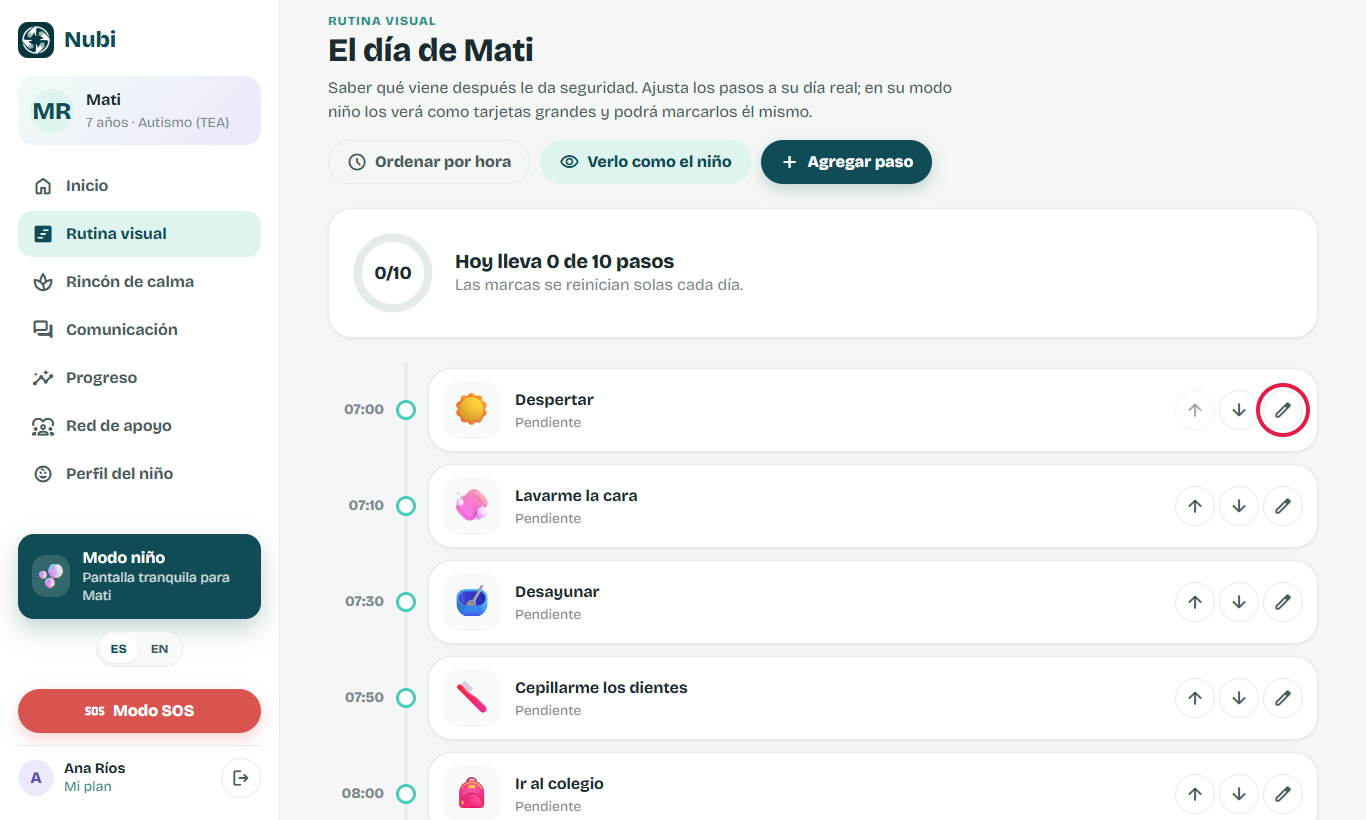 Nubi
MR
Mati
7 años · Autismo (TEA)
Inicio
Rutina visual
Rincón de calma
Comunicación
Progreso
Red de apoyo
Perfil del niño
Modo niño
Pantalla tranquila para
Mati
ES EN
SOS Modo SOS
A
Ana Ríos
Mi plan
RUTINA VISUAL
El día de Mati
Saber qué viene después le da seguridad. Ajusta los pasos a su día real; en su modo
niño los verá como tarjetas grandes y podrá marcarlos él mismo.
Ordenar por hora
Verlo como el niño
Agregar paso
0/10
Hoy lleva 0 de 10 pasos
Las marcas se reinician solas cada día.
07:00
Despertar
Pendiente
07:10
Lavarme la cara
Pendiente
07:30
Desayunar
Pendiente
07:50
Cepillarme los dientes
Pendiente
08:00
Ir al colegio
Pendiente